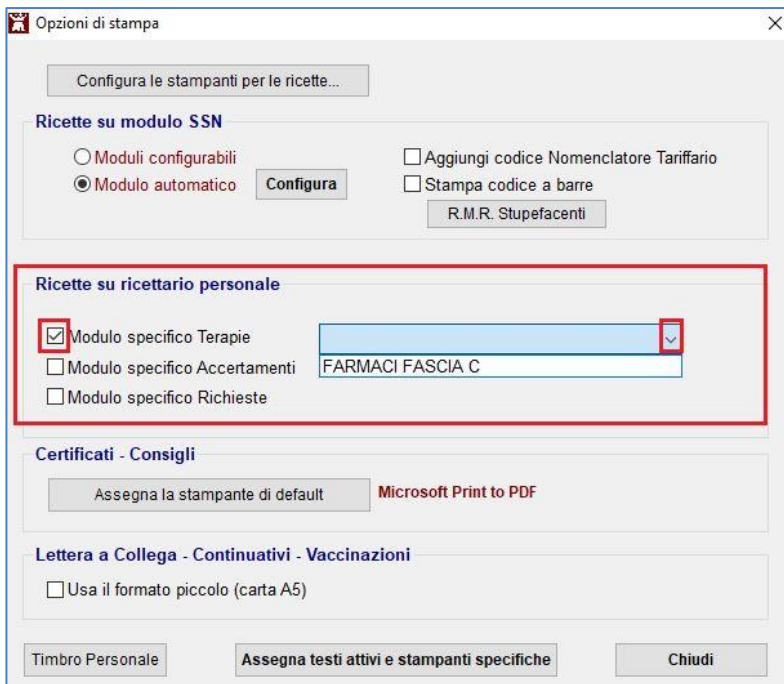 Opzioni di stampa
Configura le stampanti per le ricette...
Ricette su modulo SSN
Moduli configurabili
Aggiungi codice Nomenclatore Tariffario
Modulo automatico
Configura
Stampa codice a barre
R.M.R. Stupefacenti
Ricette su ricettario personale
Modulo specifico Terapie
Modulo specifico Accertamenti
FARMACI FASCIA C
Modulo specifico Richieste
Certificati - Consigli
Assegna la stampante di default
Microsoft Print to PDF
Lettera a Collega - Continuativi - Vaccinazioni
Usa il formato piccolo (carta A5)
Timbro Personale
Assegna testi attivi e stampanti specifiche
Chiudi